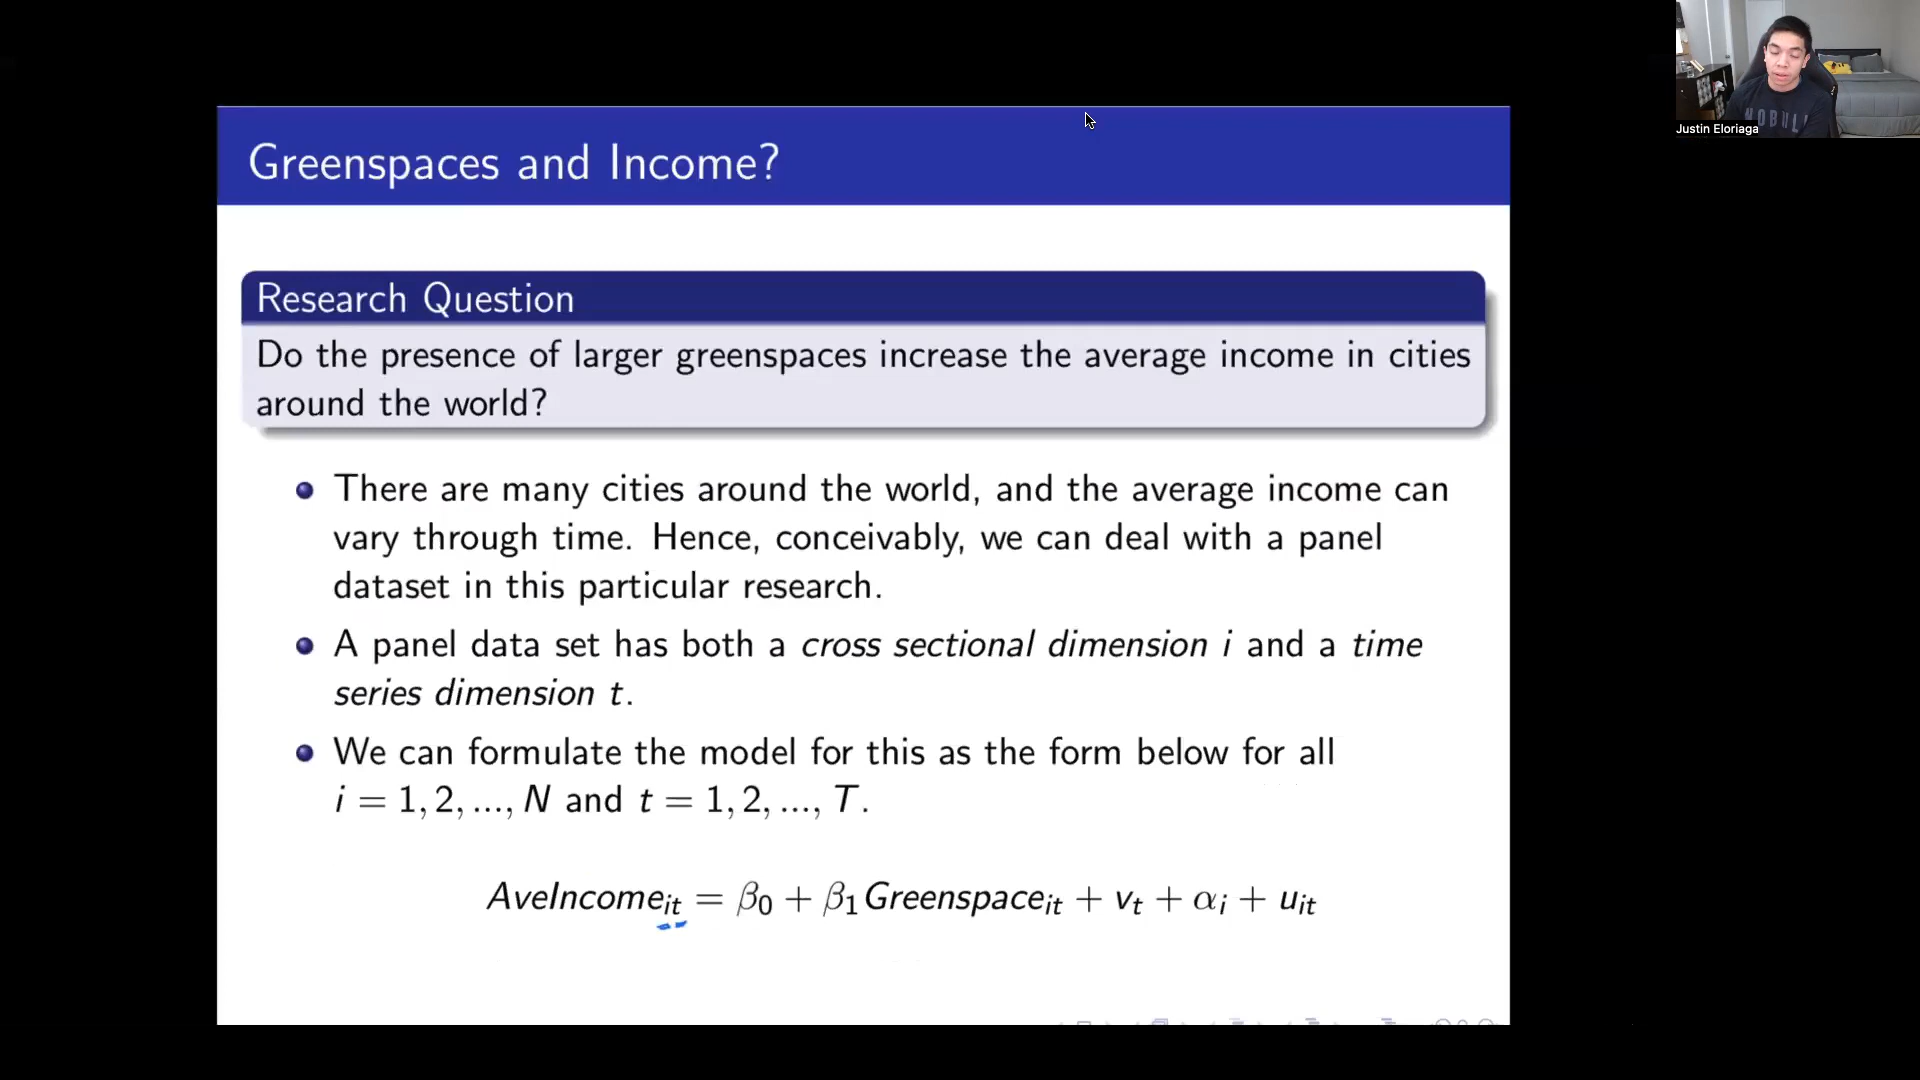 Greenspaces and Income?
Research Question
Do the presence of larger greenspaces increase the average income in cities
around the world?
There are many cities around the world, and the average income can
vary through time. Hence, conceivably, we can deal with a panel
dataset in this particular research.
A panel data set has both a cross sectional dimension i and a time
series dimension t.
We can formulate the model for this as the form below for all
i = 1, 2, ..., N and t = 1, 2, ..., T.
AveIncome_it = β₀ + β₁Greenspace_it + v_t + α_i + u_it
NOBULL
Justin Eloriaga